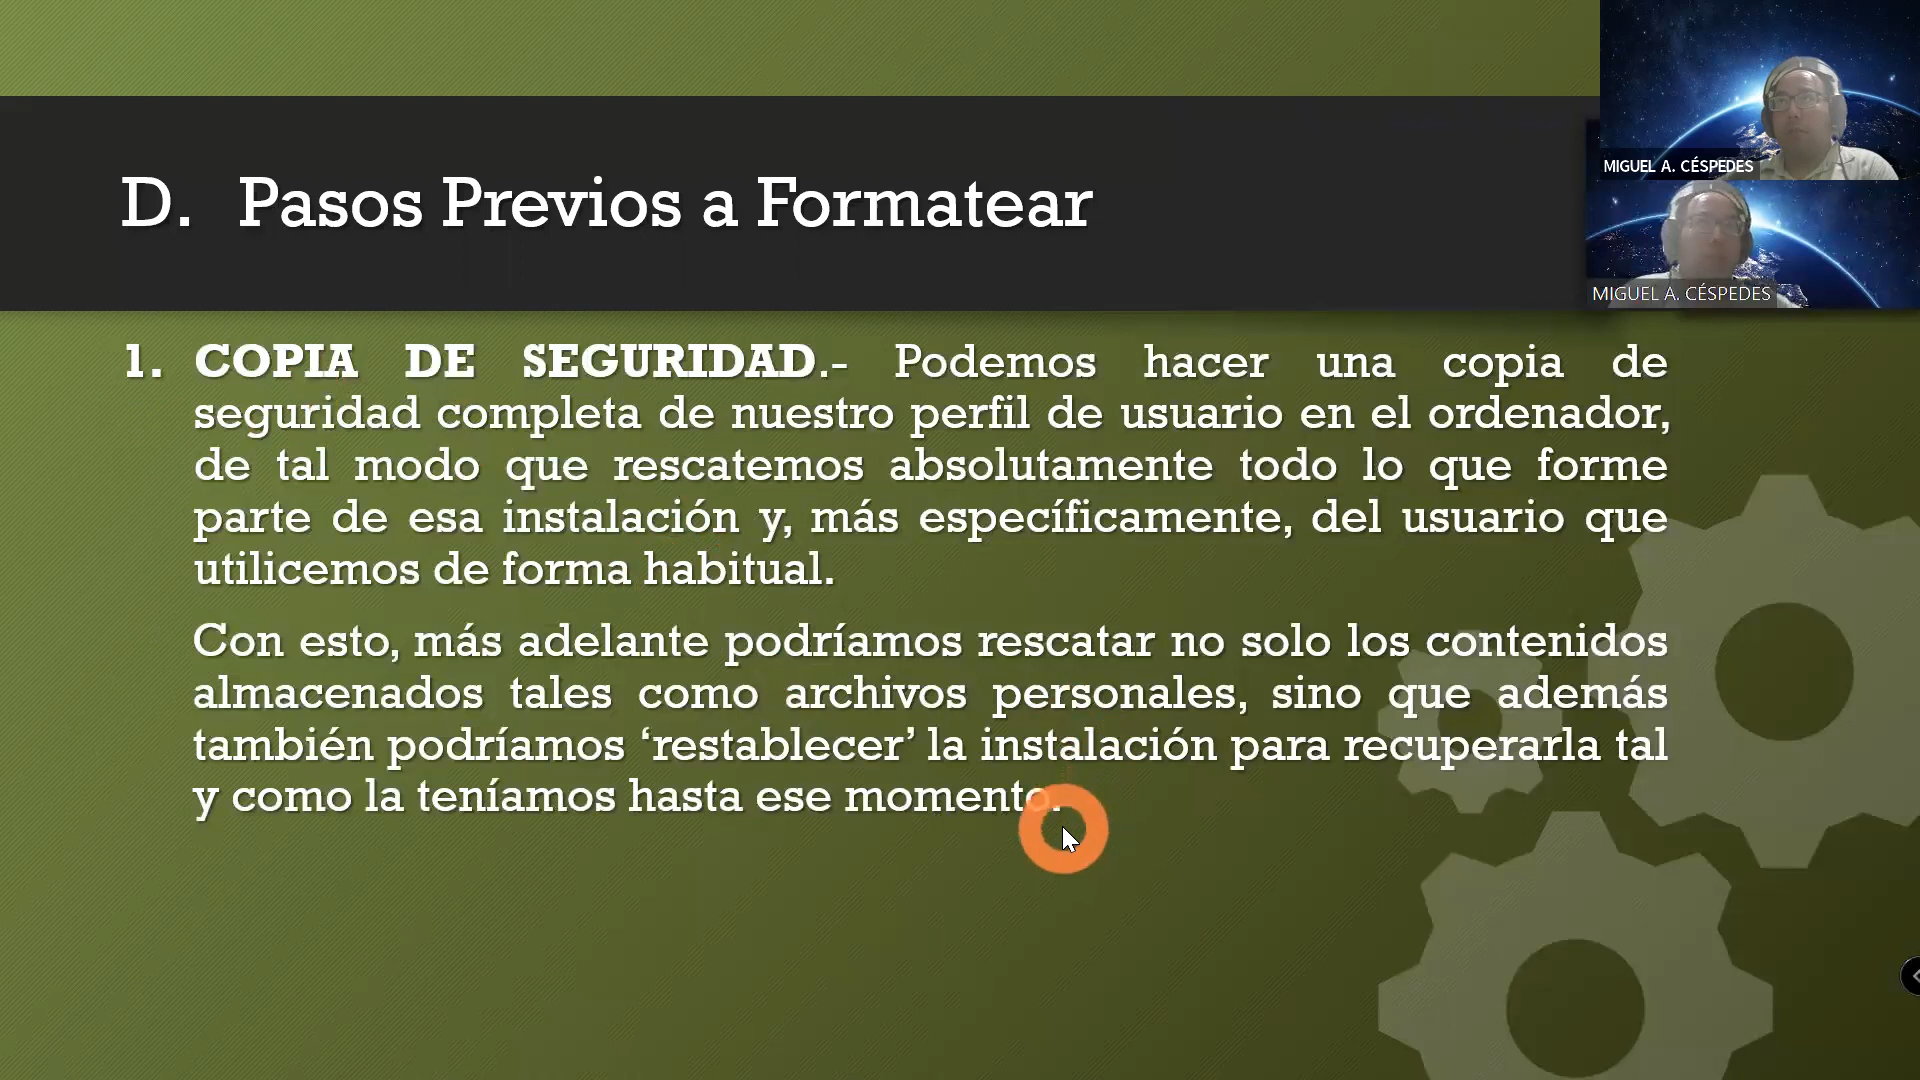 MIGUEL A. CÉSPEDES
D. Pasos Previos a Formatear
MIGUEL A. CÉSPEDES
1. COPIA DE SEGURIDAD.- Podemos hacer una copia de
seguridad completa de nuestro perfil de usuario en el ordenador,
de tal modo que rescatemos absolutamente todo lo que forme
parte de esa instalación y, más específicamente, del usuario que
utilicemos de forma habitual.
Con esto, más adelante podríamos rescatar no solo los contenidos
almacenados tales como archivos personales, sino que además
también podríamos ‘restablecer’ la instalación para recuperarla tal
y como la teníamos hasta ese momento.